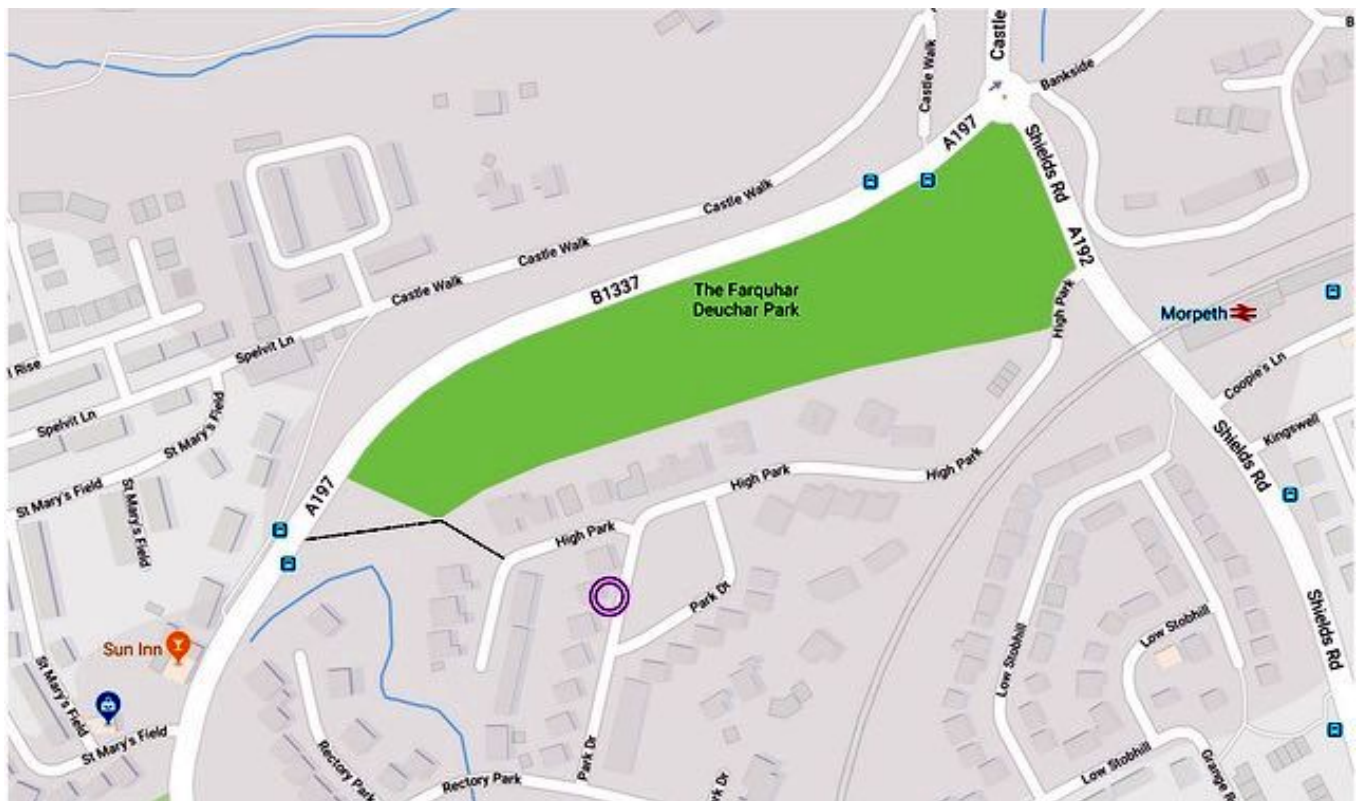 Castle
B
Castle Walk
Bankside
A197
Shields Rd
Castle Walk
A192
Castle Walk
Castle Walk
B1337
The Farquhar
Deuchar Park
High Park
Morpeth
Rise
Spelvit Ln
Coopie's Ln
Spelvit Ln
St Mary's Field
Shields Rd
Kingswell
High Park
High Park
St Mary's Field
St Mary's Field
A197
High Park
Park Dr
Shields Rd
Low Stobhill
Sun Inn
Low Stobhill
St Mary's Field
St Mary's Field
Park Dr
Rectory Park
Rectory Park
Low Stobhill